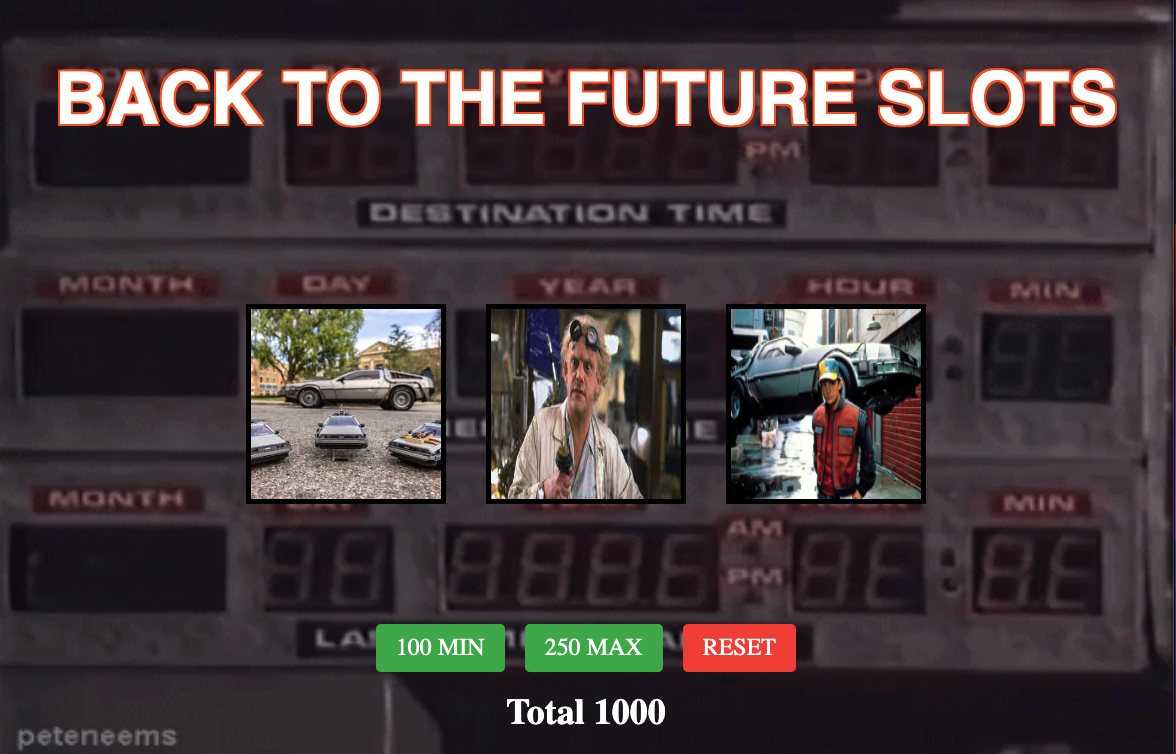 BACK TO THE FUTURE SLOTS
PM
DESTINATION TIME
MONTH DAY YEAR HOUR MIN
MONTH MIN
AM
PM
100 MIN 250 MAX RESET
Total 1000
peteneems